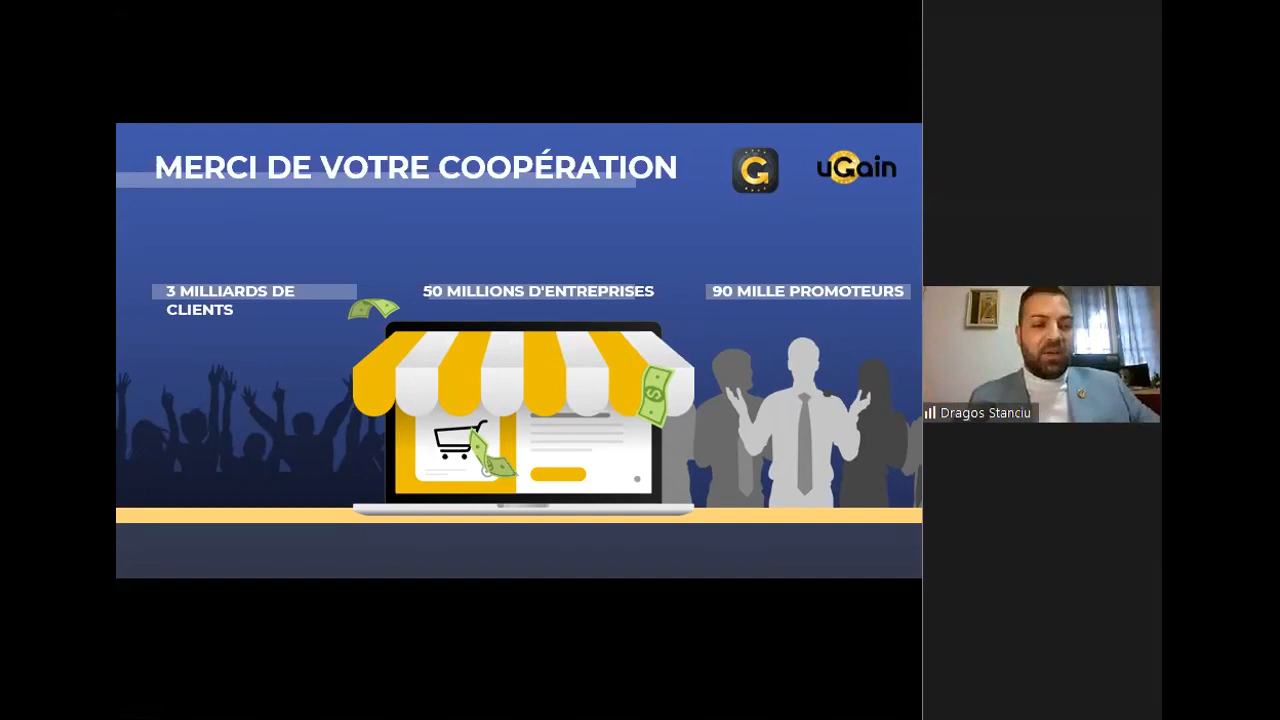 MERCI DE VOTRE COOPÉRATION
G
uGain
3 MILLIARDS DE
CLIENTS
50 MILLIONS D'ENTREPRISES
90 MILLE PROMOTEURS
Dragos Stanciu